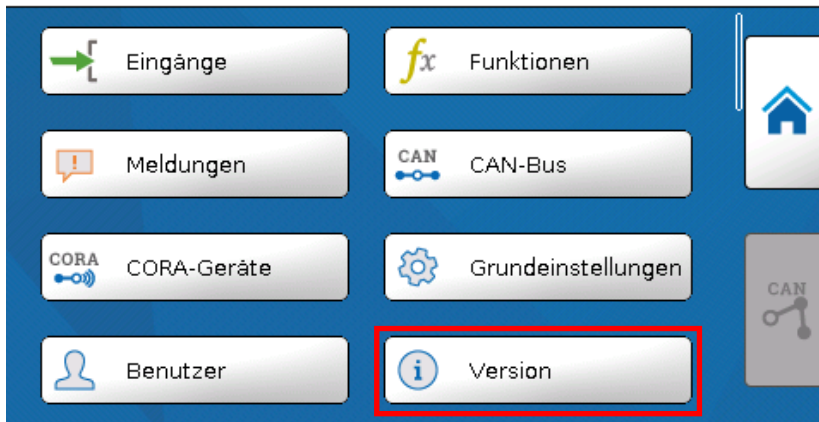 Eingänge
Funktionen
Meldungen
CAN
CAN-Bus
CORA
CORA-Geräte
Grundeinstellungen
CAN
Benutzer
Version